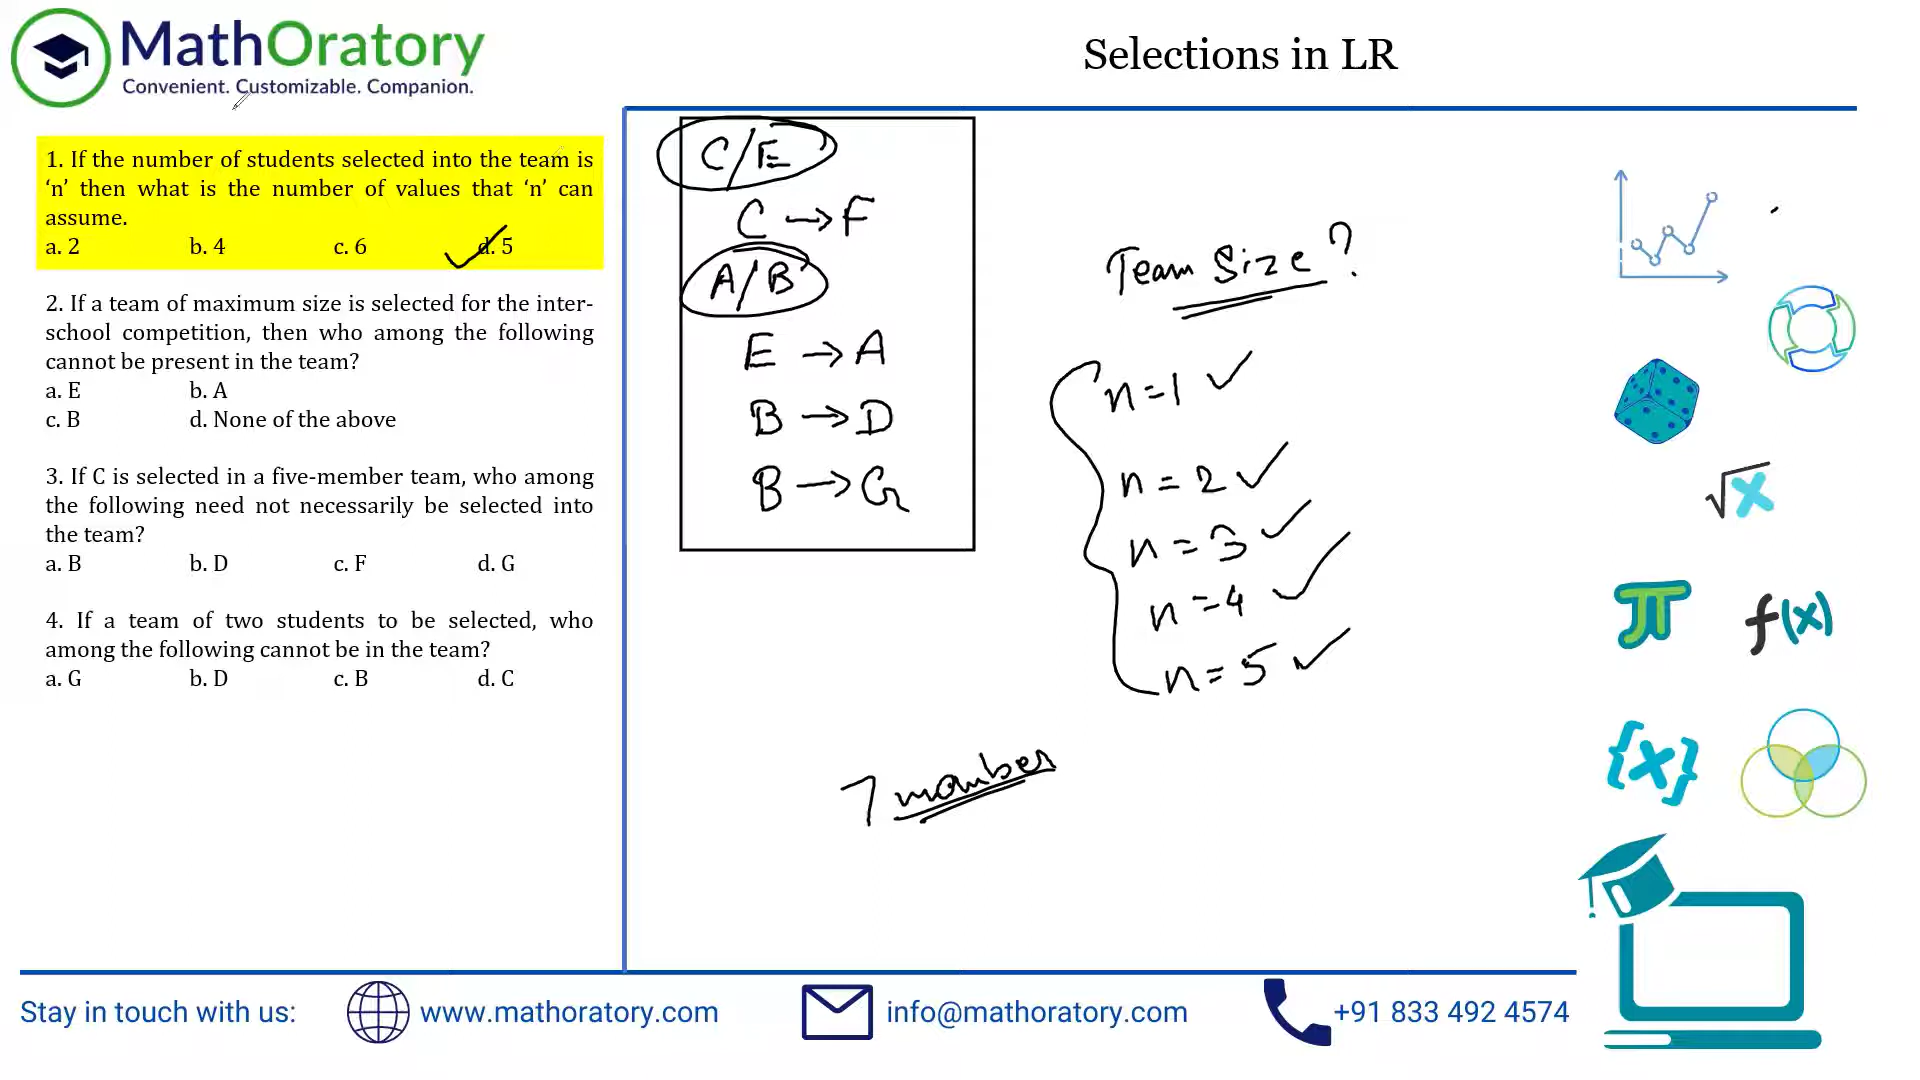 MathOratory
Convenient. Customizable. Companion.
Selections in LR
1. If the number of students selected into the team is
‘n’ then what is the number of values that ‘n’ can
assume.
a. 2 b. 4 c. 6 d. 5
2. If a team of maximum size is selected for the inter-
school competition, then who among the following
cannot be present in the team?
a. E b. A
c. B d. None of the above
3. If C is selected in a five-member team, who among
the following need not necessarily be selected into
the team?
a. B b. D c. F d. G
4. If a team of two students to be selected, who
among the following cannot be in the team?
a. G b. D c. B d. C
C/E
C → F
A/B
E → A
B → D
B → G
Team Size?
n=1 ✓
n = 2 ✓
n = 3 ✓
n = 4 ✓
n = 5 ✓
7 member
√x
π
f(x)
{x}
Stay in touch with us: www.mathoratory.com info@mathoratory.com +91 833 492 4574